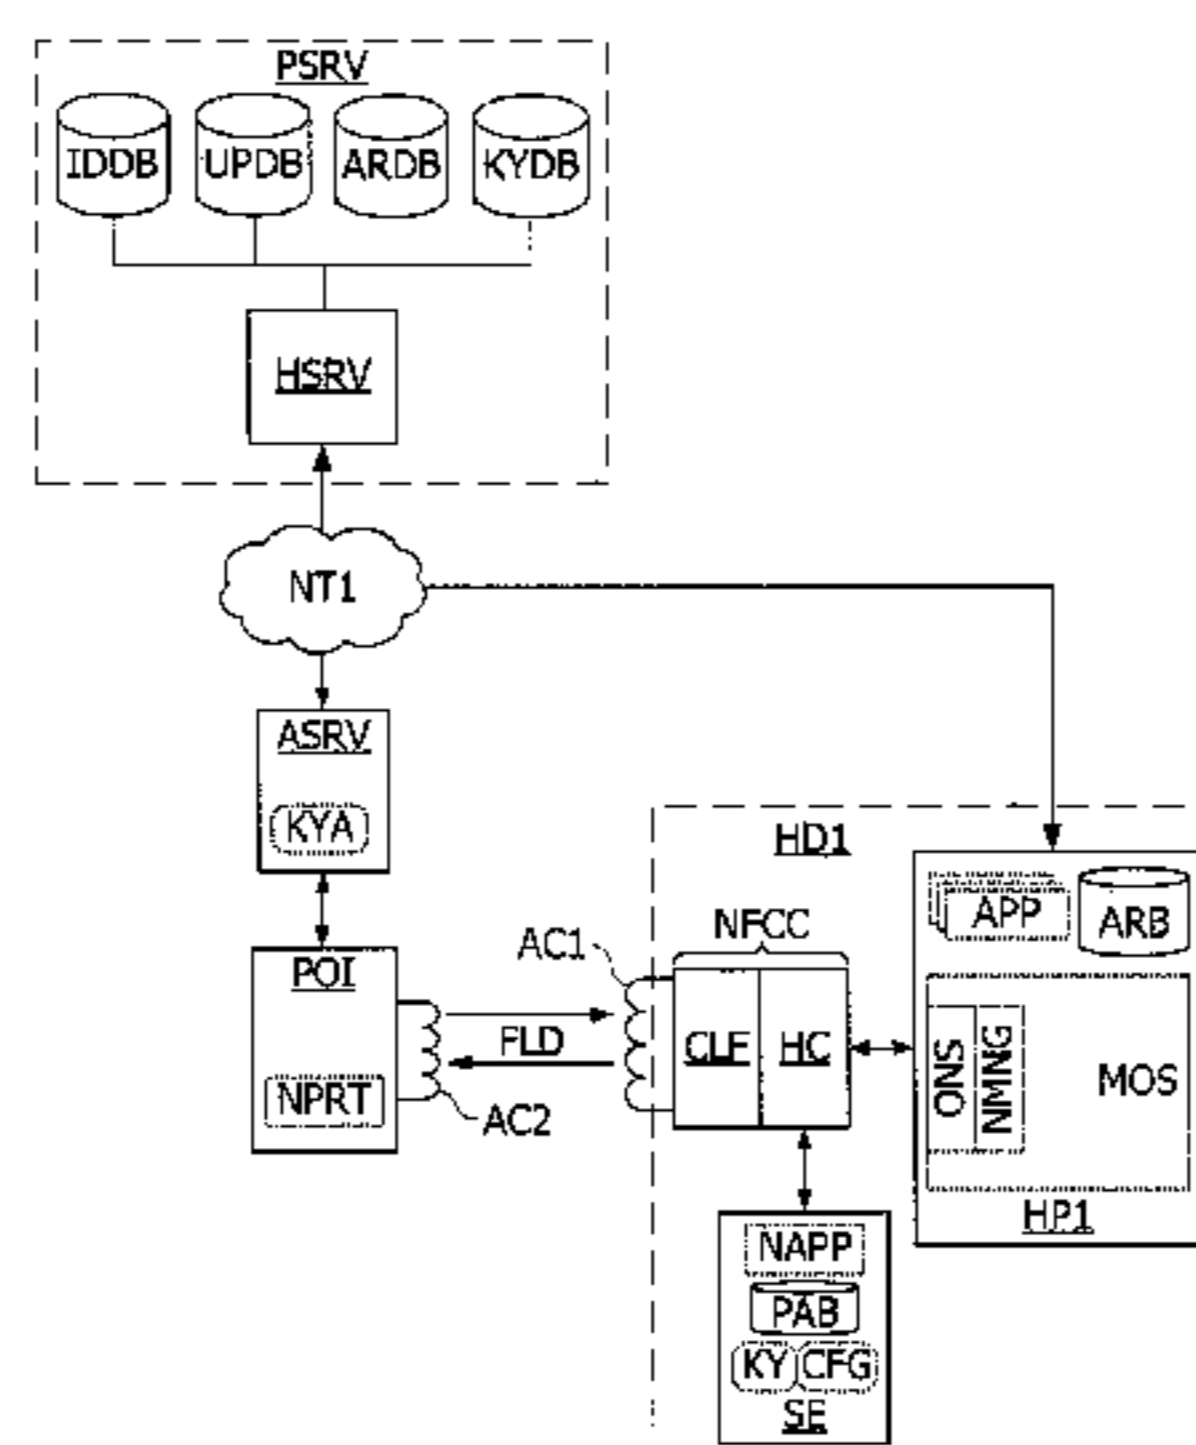 PSRV
IDDB UPDB ARDB KYDB
HSRV
NT1
ASRV
KYA
HD1
APP ARB
NFCC
AC1
POI
FLD
CLF HC
ONS
NMNG
MOS
NPRT
AC2
HP1
NAPP
PAB
KY CFG
SE